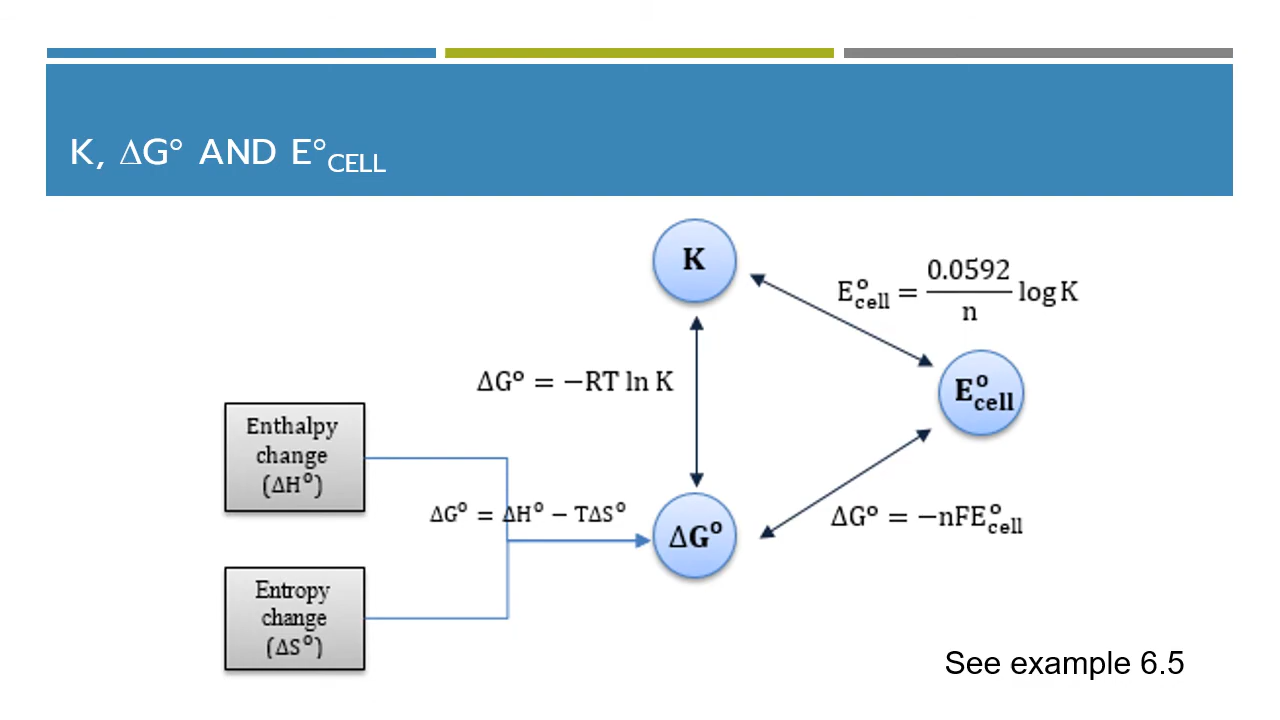 K, ΔG° AND E°CELL
K
E°cell = 0.0592/n log K
ΔG° = −RT ln K
E°cell
Enthalpy
change
(ΔH°)
ΔG° = ΔH° − TΔS°
ΔG°
ΔG° = −nFE°cell
Entropy
change
(ΔS°)
See example 6.5